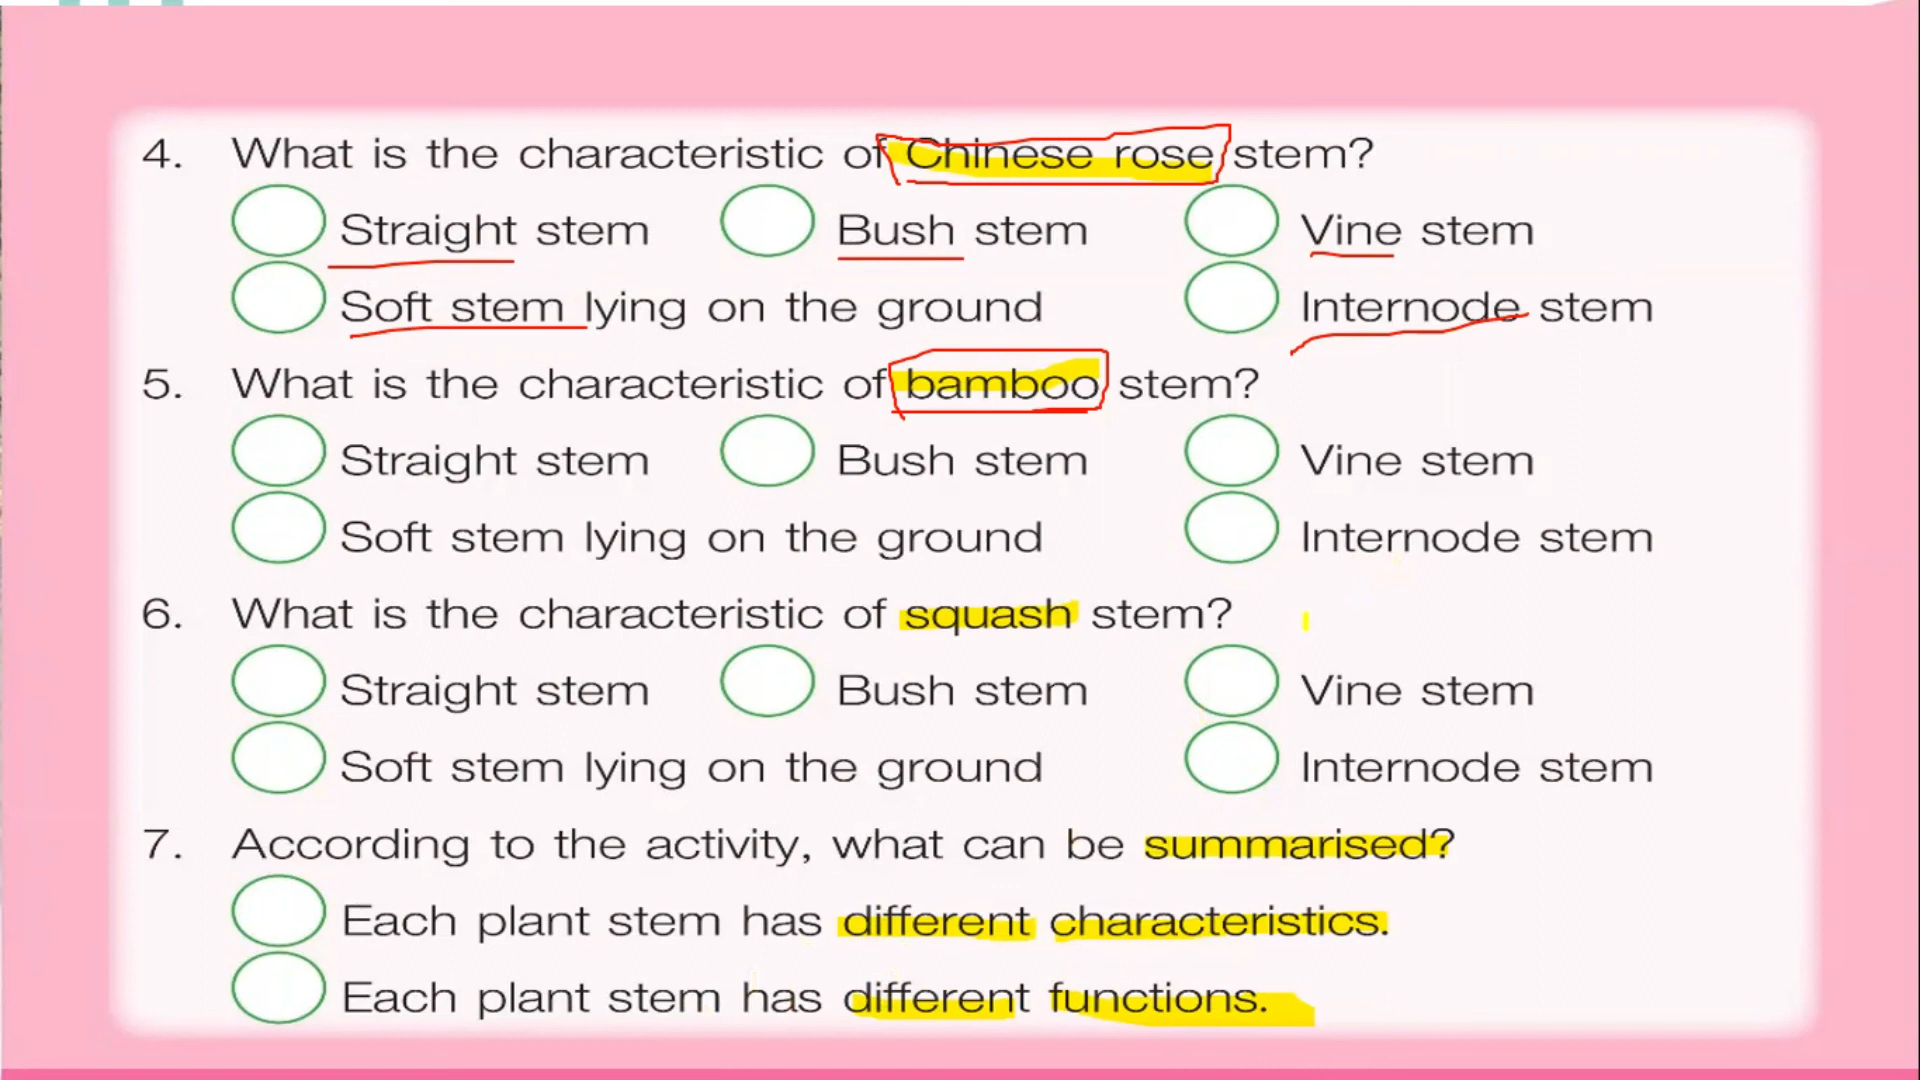 4. What is the characteristic of Chinese rose stem?
Straight stem Bush stem Vine stem
Soft stem lying on the ground Internode stem
5. What is the characteristic of bamboo stem?
Straight stem Bush stem Vine stem
Soft stem lying on the ground Internode stem
6. What is the characteristic of squash stem?
Straight stem Bush stem Vine stem
Soft stem lying on the ground Internode stem
7. According to the activity, what can be summarised?
Each plant stem has different characteristics.
Each plant stem has different functions.